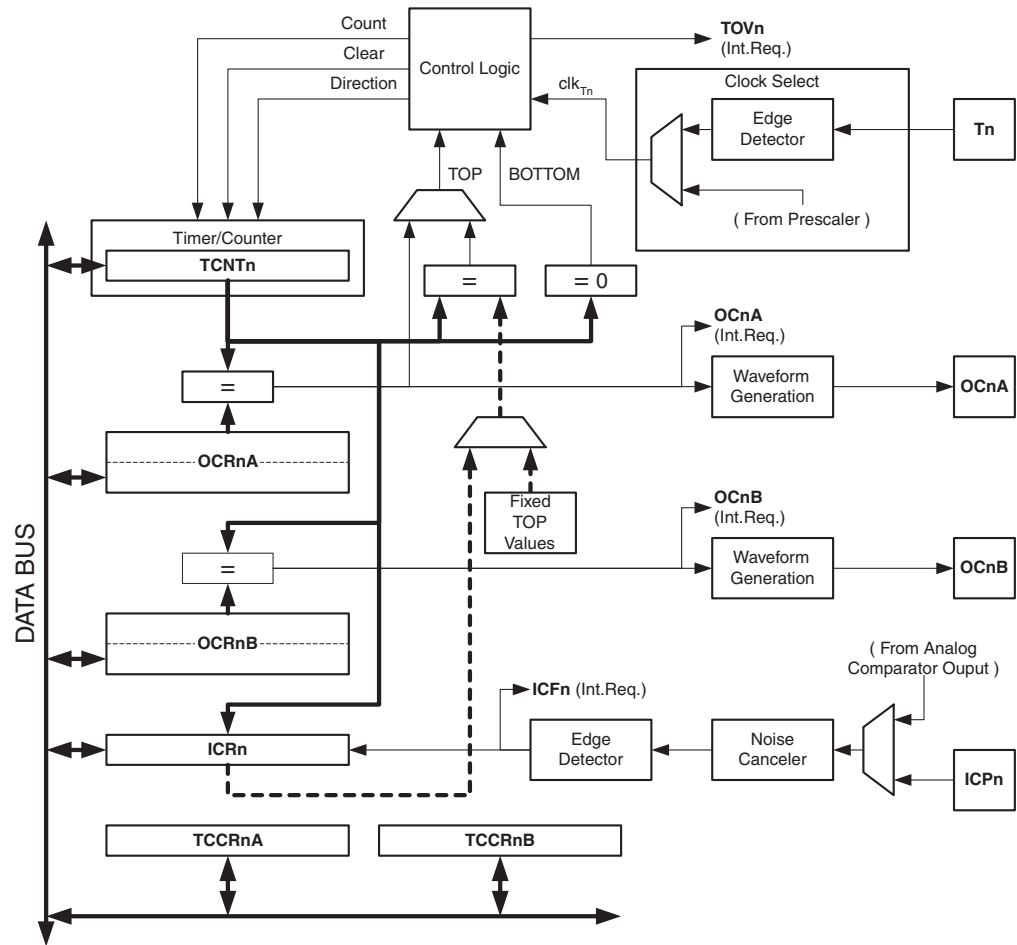 Count
Clear
Direction
Control Logic
TOVn
(Int.Req.)
clkTn
Clock Select
Edge
Detector
Tn
( From Prescaler )
TOP
BOTTOM
Timer/Counter
TCNTn
=
= 0
OCnA
(Int.Req.)
=
Waveform
Generation
OCnA
OCRnA
Fixed
TOP
Values
OCnB
(Int.Req.)
=
Waveform
Generation
OCnB
OCRnB
DATA BUS
( From Analog
Comparator Ouput )
ICFn (Int.Req.)
ICRn
Edge
Detector
Noise
Canceler
ICPn
TCCRnA
TCCRnB